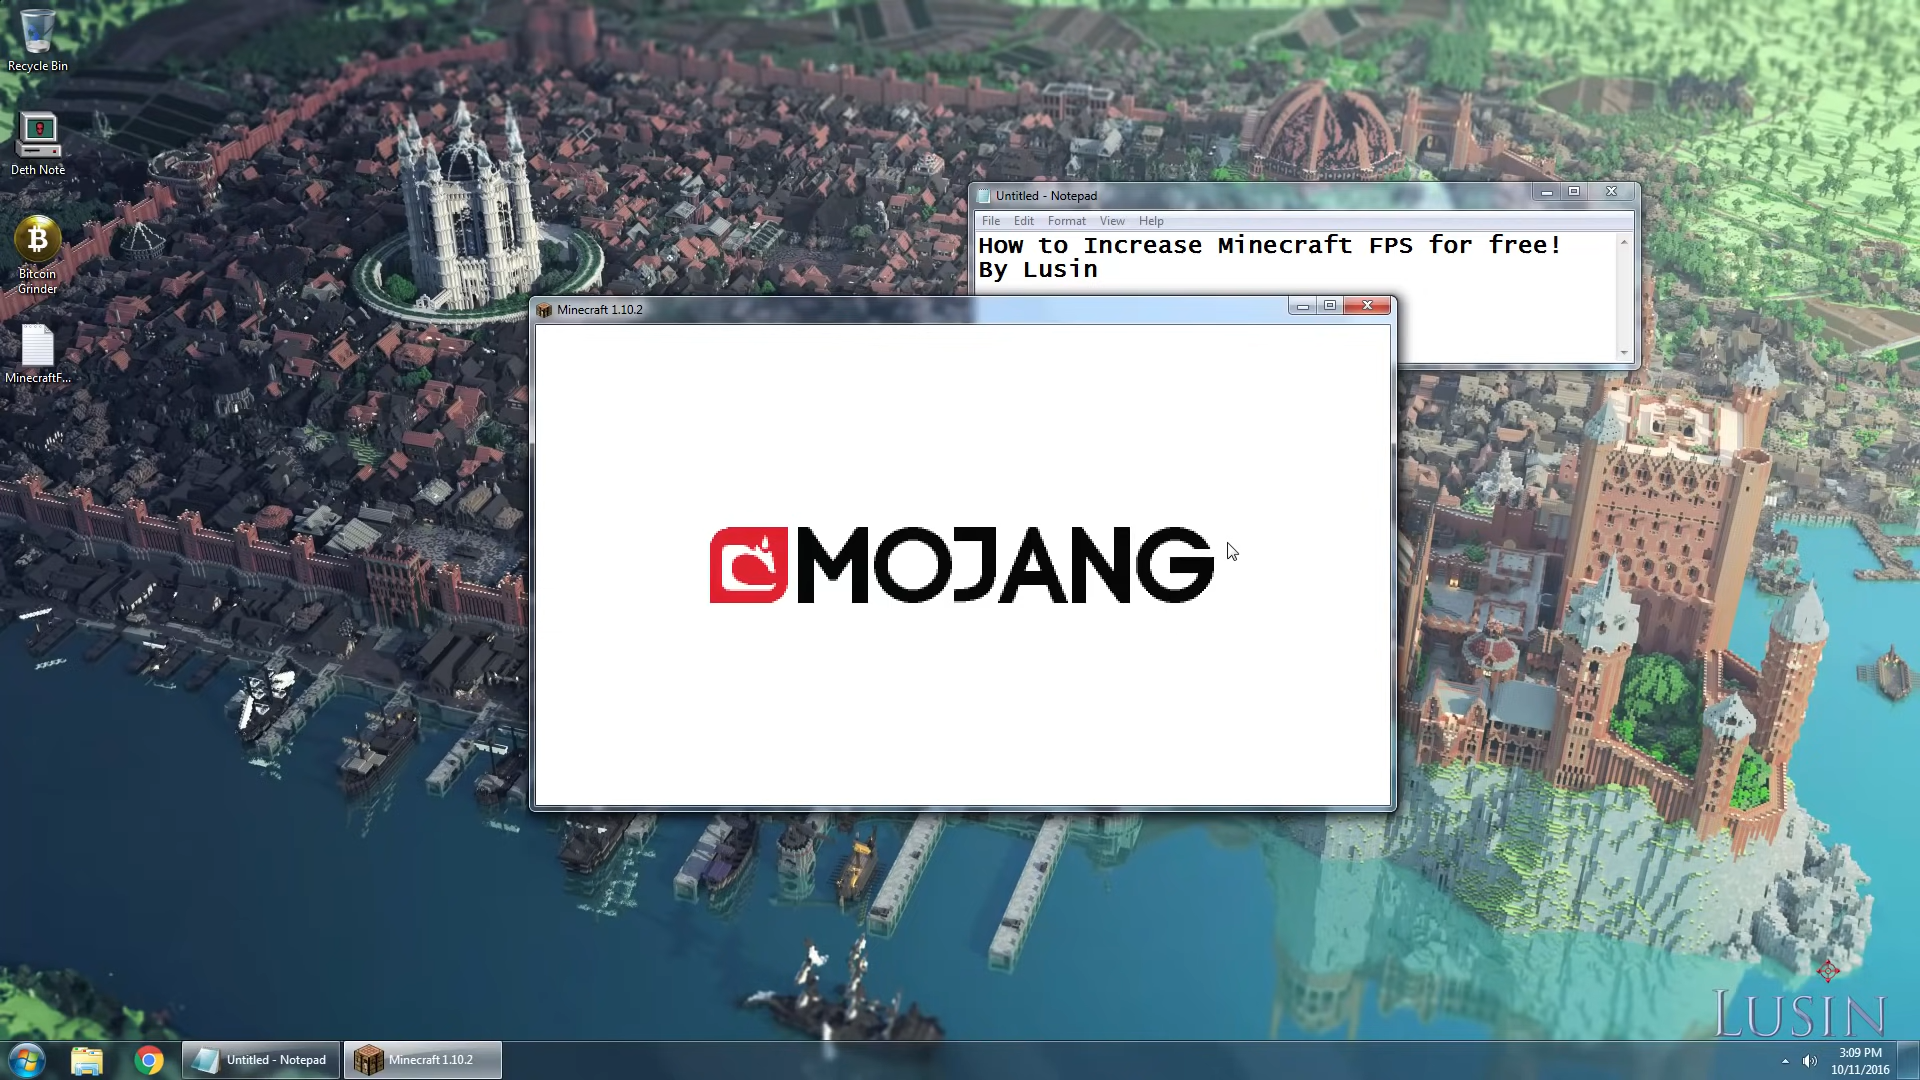 Recycle Bin
Deth Note
Bitcoin
Grinder
MinecraftF...
Untitled - Notepad
File Edit Format View Help
How to Increase Minecraft FPS for free!
By Lusin
Minecraft 1.10.2
MOJANG
LUSIN
Untitled - Notepad
Minecraft 1.10.2
3:09 PM
10/11/2016